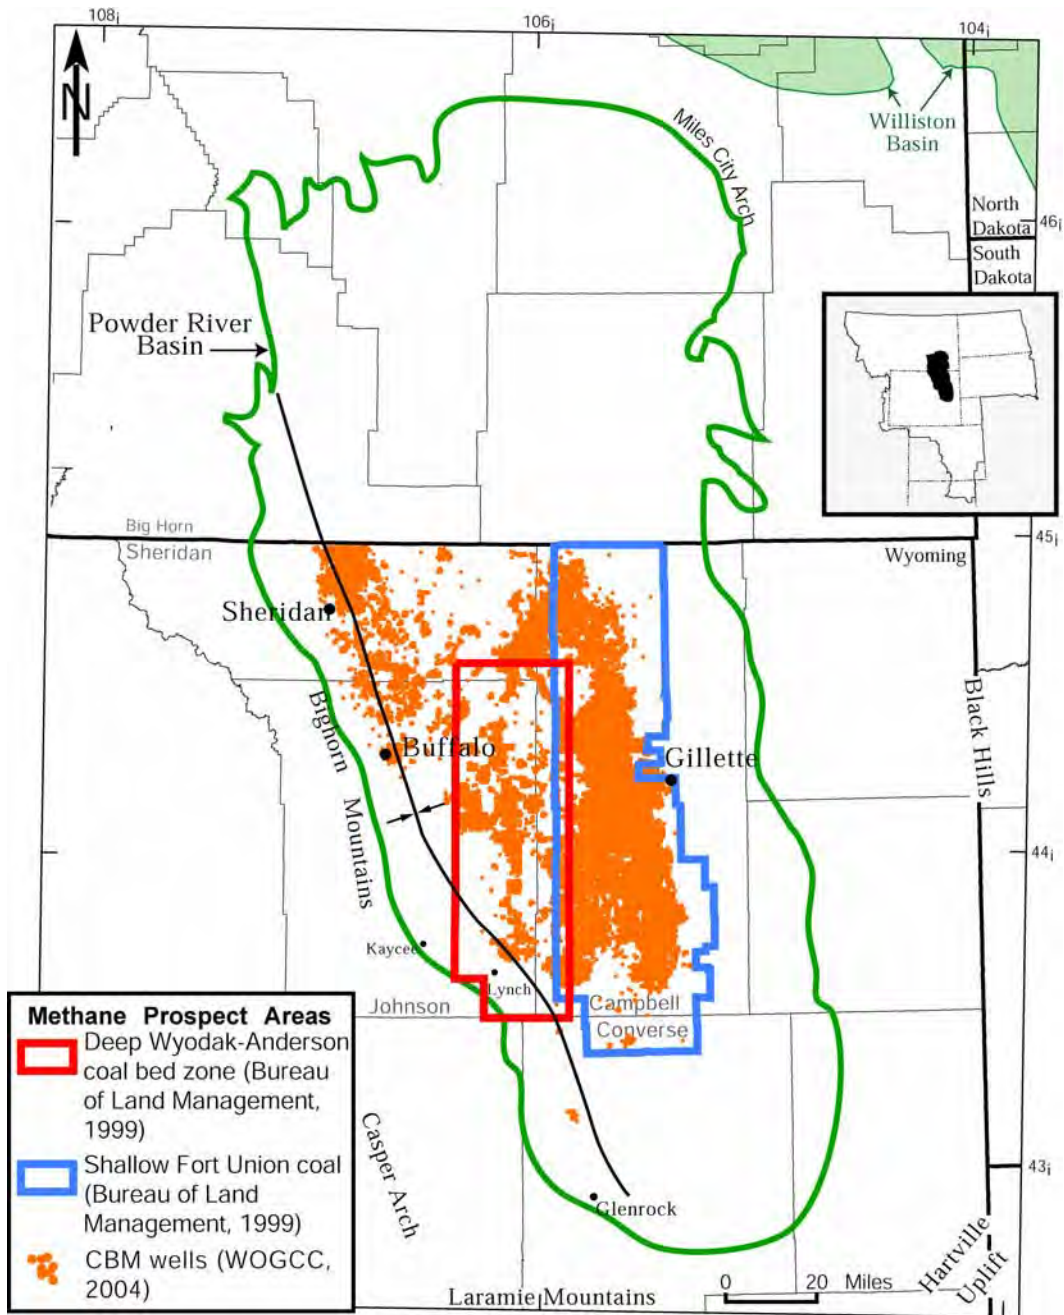 108¡
106¡
104¡
N
Miles City Arch
Williston
Basin
North
Dakota
46¡
South
Dakota
Powder River
Basin
Big Horn
Sheridan
45¡
Wyoming
Sheridan
Bighorn
Mountains
Buffalo
Gillette
Black Hills
44¡
Kaycee
Lynch
Johnson
Campbell
Converse
Methane Prospect Areas
Deep Wyodak-Anderson
coal bed zone (Bureau
of Land Management,
1999)
Shallow Fort Union coal
(Bureau of Land
Management, 1999)
CBM wells (WOGCC,
2004)
Casper Arch
43¡
Glenrock
Hartville
Uplift
0 20 Miles
Laramie Mountains